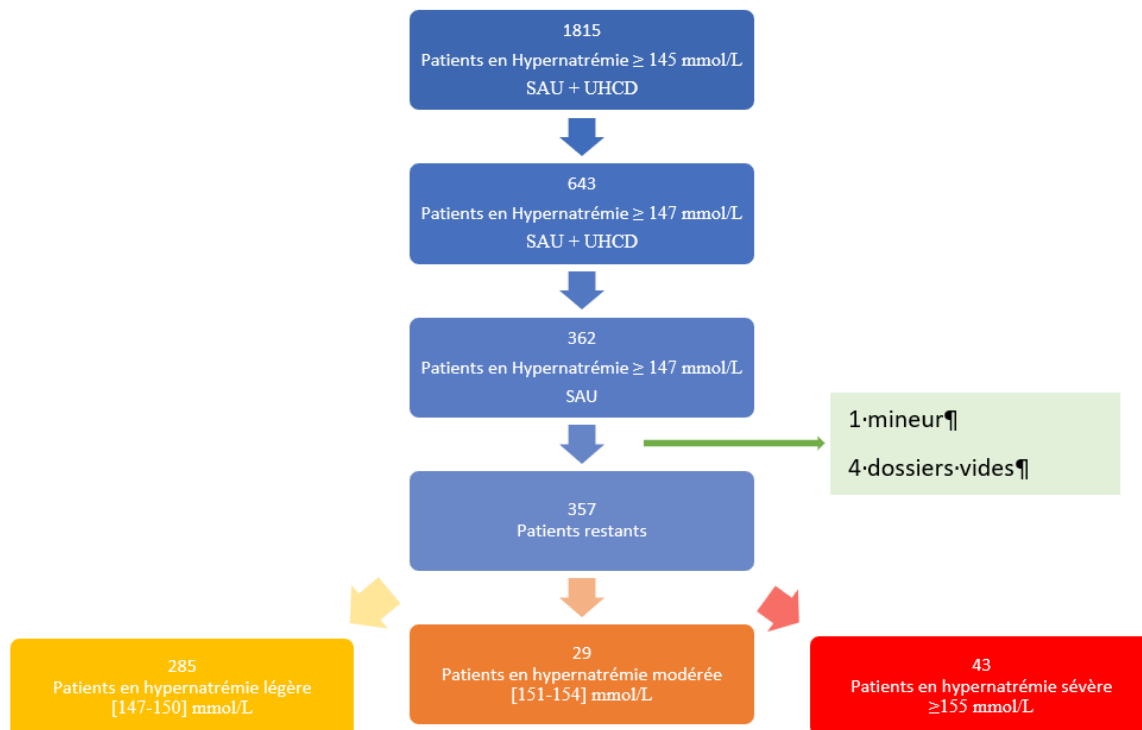 1815
Patients en Hypernatrémie ≥ 145 mmol/L
SAU + UHCD
643
Patients en Hypernatrémie ≥ 147 mmol/L
SAU + UHCD
362
Patients en Hypernatrémie ≥ 147 mmol/L
SAU
1·mineur¶
4·dossiers·vides¶
357
Patients restants
285
Patients en hypernatrémie légère
[147-150] mmol/L
29
Patients en hypernatrémie modérée
[151-154] mmol/L
43
Patients en hypernatrémie sévère
≥155 mmol/L